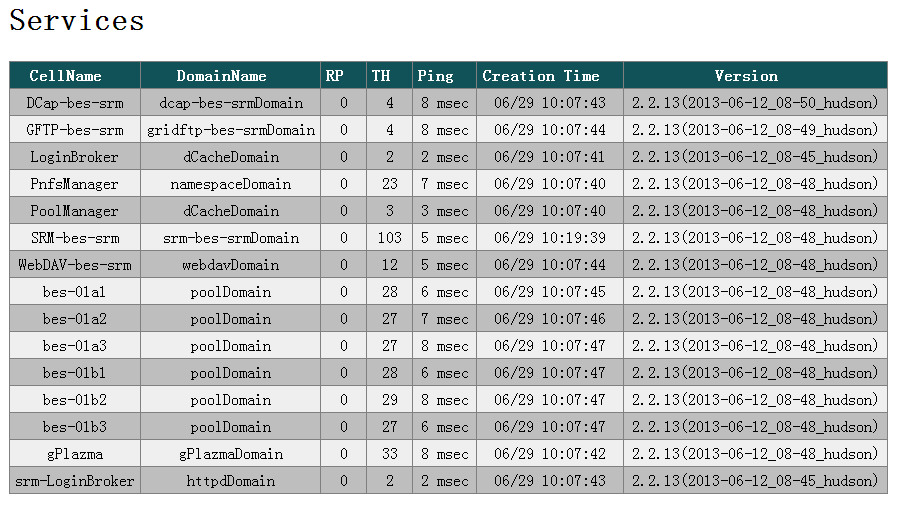 Services
CellName DomainName RP TH Ping Creation Time Version
DCap-bes-srm dcap-bes-srmDomain 0 4 8 msec 06/29 10:07:43 2.2.13(2013-06-12_08-50_hudson)
GFTP-bes-srm gridftp-bes-srmDomain 0 4 8 msec 06/29 10:07:44 2.2.13(2013-06-12_08-49_hudson)
LoginBroker dCacheDomain 0 2 2 msec 06/29 10:07:41 2.2.13(2013-06-12_08-45_hudson)
PnfsManager namespaceDomain 0 23 7 msec 06/29 10:07:40 2.2.13(2013-06-12_08-48_hudson)
PoolManager dCacheDomain 0 3 3 msec 06/29 10:07:40 2.2.13(2013-06-12_08-48_hudson)
SRM-bes-srm srm-bes-srmDomain 0 103 5 msec 06/29 10:19:39 2.2.13(2013-06-12_08-48_hudson)
WebDAV-bes-srm webdavDomain 0 12 5 msec 06/29 10:07:44 2.2.13(2013-06-12_08-48_hudson)
bes-01a1 poolDomain 0 28 6 msec 06/29 10:07:45 2.2.13(2013-06-12_08-48_hudson)
bes-01a2 poolDomain 0 27 7 msec 06/29 10:07:46 2.2.13(2013-06-12_08-48_hudson)
bes-01a3 poolDomain 0 27 8 msec 06/29 10:07:47 2.2.13(2013-06-12_08-48_hudson)
bes-01b1 poolDomain 0 28 6 msec 06/29 10:07:47 2.2.13(2013-06-12_08-48_hudson)
bes-01b2 poolDomain 0 29 8 msec 06/29 10:07:47 2.2.13(2013-06-12_08-48_hudson)
bes-01b3 poolDomain 0 27 6 msec 06/29 10:07:47 2.2.13(2013-06-12_08-48_hudson)
gPlazma gPlazmaDomain 0 33 8 msec 06/29 10:07:42 2.2.13(2013-06-12_08-48_hudson)
srm-LoginBroker httpdDomain 0 2 2 msec 06/29 10:07:43 2.2.13(2013-06-12_08-45_hudson)